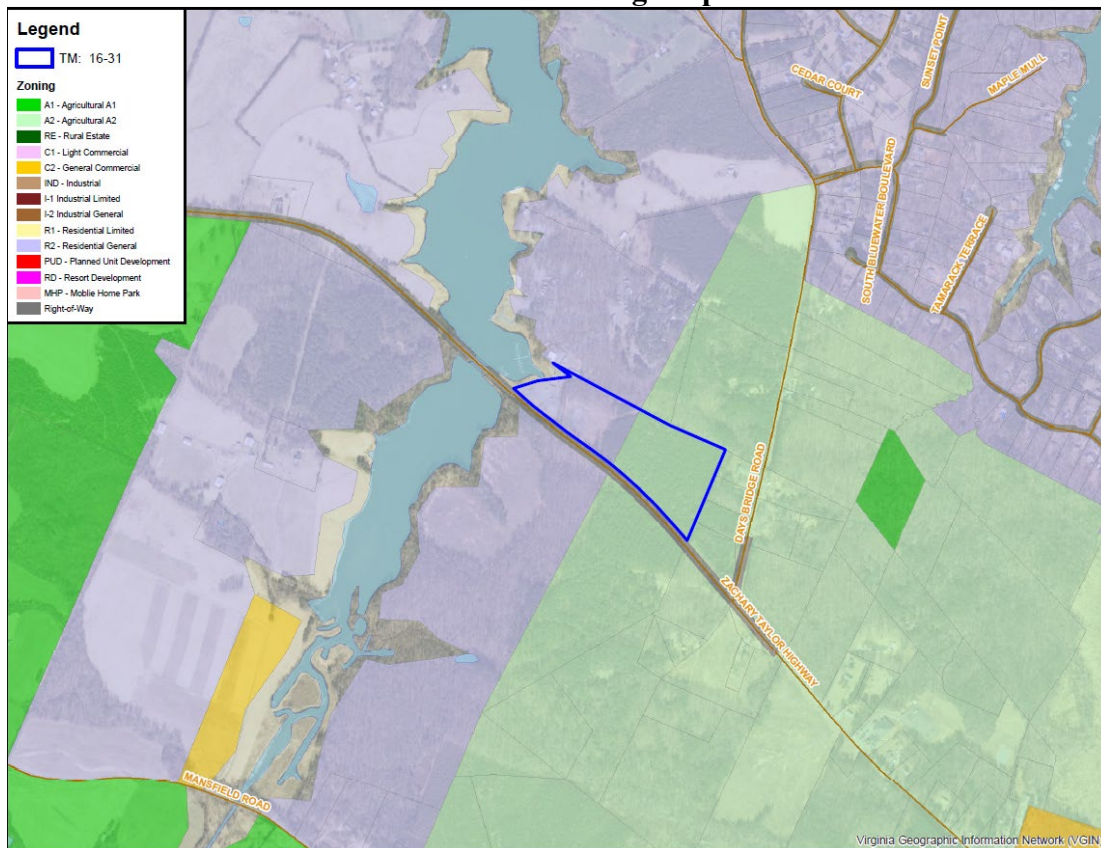 Legend
TM: 16-31
Zoning
A1 - Agricultural A1
A2 - Agricultural A2
RE - Rural Estate
C1 - Light Commercial
C2 - General Commercial
IND - Industrial
I-1 Industrial Limited
I-2 Industrial General
R1 - Residential Limited
R2 - Residential General
PUD - Planned Unit Development
RD - Resort Development
MHP - Moblie Home Park
Right-of-Way
CEDAR COURT
SUNSET POINT
MAPLE MULL
SOUTH BLUEWATER BOULEVARD
TAMARACK TERRACE
DAYS BRIDGE ROAD
ZACHARY TAYLOR HIGHWAY
MANSFIELD ROAD
Virginia Geographic Information Network (VGIN